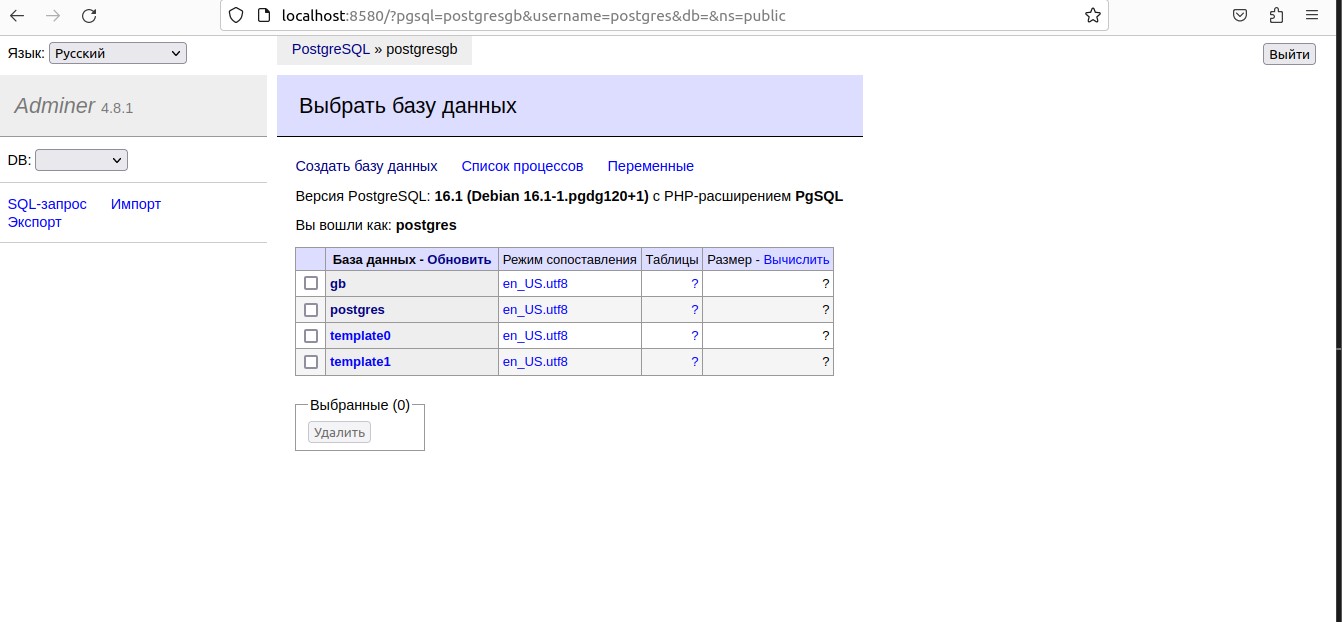 localhost:8580/?pgsql=postgresgb&username=postgres&db=&ns=public
Язык: Русский
PostgreSQL » postgresgb
Выйти
Adminer 4.8.1
Выбрать базу данных
DB:
Создать базу данных Список процессов Переменные
SQL-запрос Импорт
Экспорт
Версия PostgreSQL: 16.1 (Debian 16.1-1.pgdg120+1) с PHP-расширением PgSQL
Вы вошли как: postgres
База данных - Обновить Режим сопоставления Таблицы Размер - Вычислить
gb en_US.utf8 ? ?
postgres en_US.utf8 ? ?
template0 en_US.utf8 ? ?
template1 en_US.utf8 ? ?
Выбранные (0)
Удалить